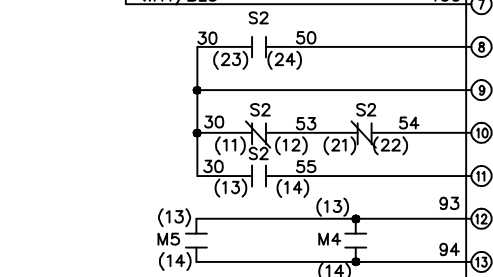 7
S2
30 50 8
(23) (24)
9
S2 S2
30 53 54 10
(11) (12) (21) (22)
S2
30 55 11
(13) (14)
(13) (13) 93 12
M5 M4
(14) 94 13
(14)